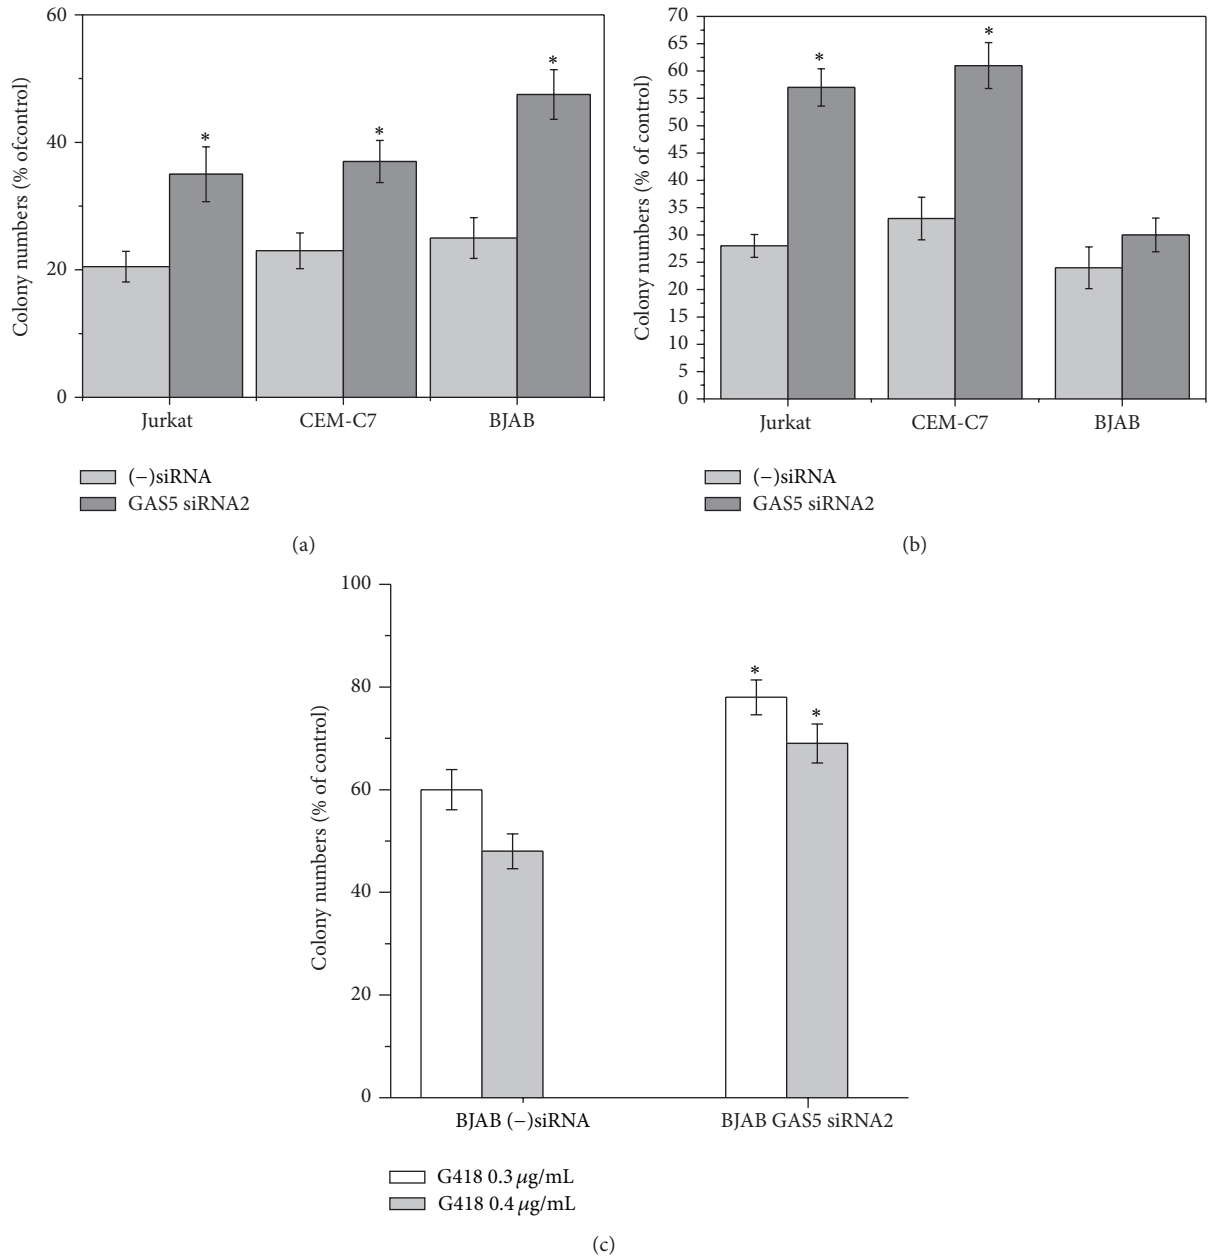 60
40
20
0
Colony numbers (% ofcontrol)
*
*
*
Jurkat
CEM-C7
BJAB
(−)siRNA
GAS5 siRNA2
(a)
70
65
60
55
50
45
40
35
30
25
20
15
10
5
0
Colony numbers (% of control)
*
*
Jurkat
CEM-C7
BJAB
(−)siRNA
GAS5 siRNA2
(b)
100
80
60
40
20
0
Colony numbers (% of control)
*
*
BJAB (−)siRNA
BJAB GAS5 siRNA2
G418 0.3 μg/mL
G418 0.4 μg/mL
(c)